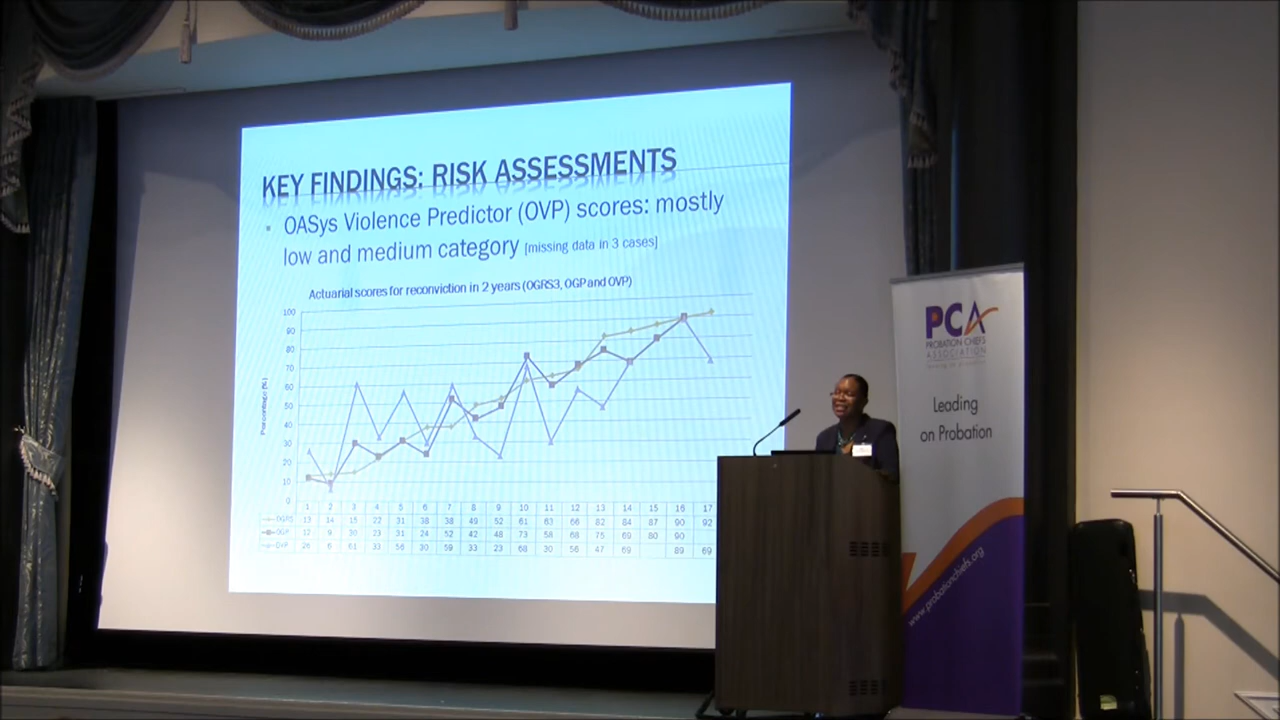 KEY FINDINGS: RISK ASSESSMENTS
OASys Violence Predictor (OVP) scores: mostly
low and medium category [missing data in 3 cases]
Actuarial scores for reconviction in 2 years (OGRS3, OGP and OVP)
Percentage (%)
100
90
80
70
60
50
40
30
20
10
0
1 2 3 4 5 6 7 8 9 10 11 12 13 14 15 16 17
OGRS 13 14 15 22 31 38 38 49 52 61 63 66 82 84 87 90 92
OGP 12 9 30 23 31 24 52 42 48 73 58 68 75 69 80 90
OVP 26 6 61 33 56 30 59 33 23 68 30 56 47 69 89 69
PCA
PROBATION CHIEFS
ASSOCIATION
Leading
on Probation
www.probationchiefs.org